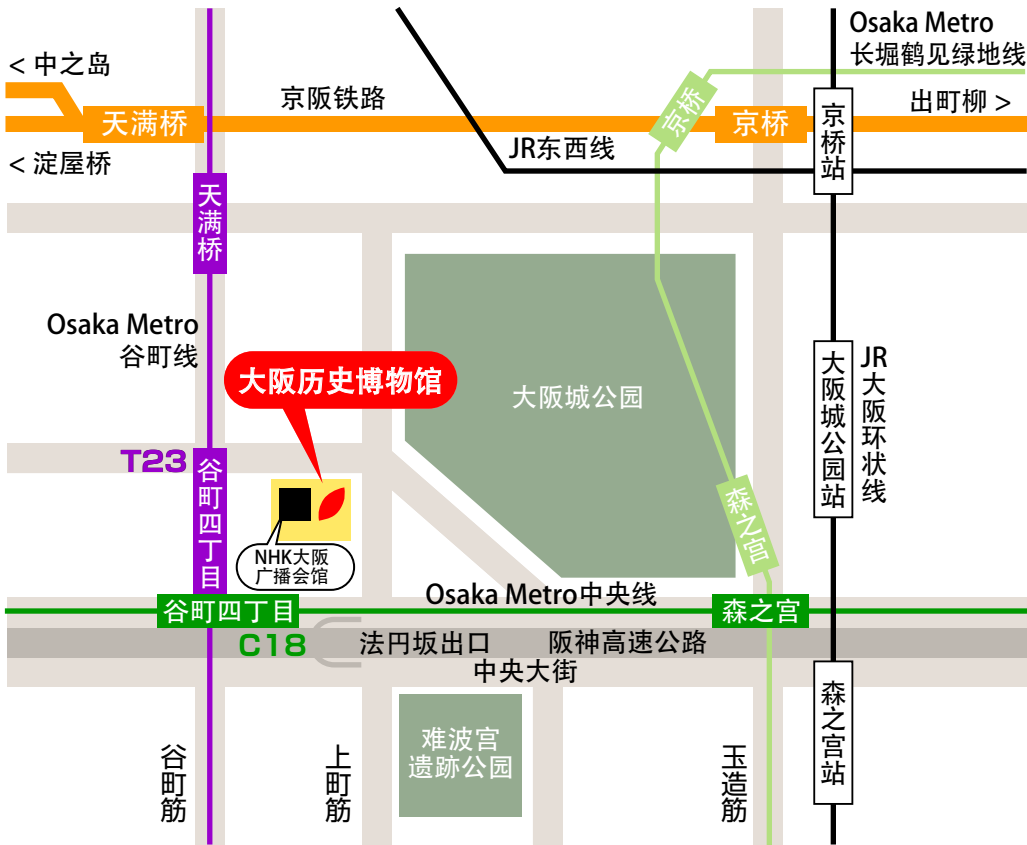 Osaka Metro
长堀鹤见绿地线
< 中之岛
京阪铁路
京桥
出町柳 >
天满桥
京桥
京桥站
< 淀屋桥
JR东西线
天满桥
Osaka Metro
谷町线
大阪历史博物馆
大阪城公园
大阪城公园站
JR大阪环状线
T23
谷町四丁目
森之宫
NHK大阪
广播会馆
Osaka Metro中央线
谷町四丁目
森之宫
C18
法円坂出口
阪神高速公路
中央大街
森之宫站
难波宫
遗跡公园
谷町筋
上町筋
玉造筋